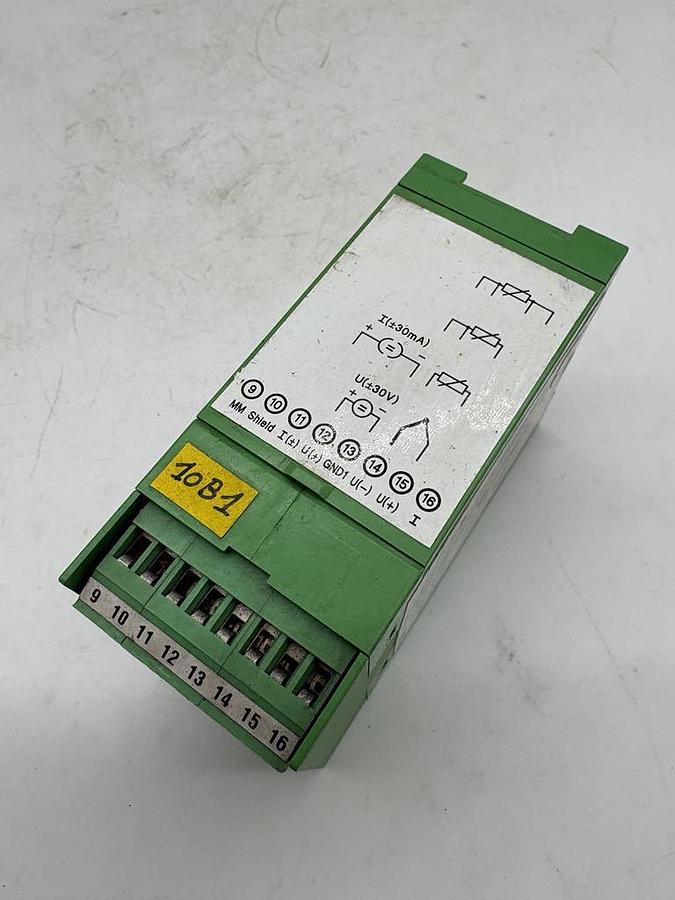 I(±30mA)
+ −
U(±30V)
+ −
9 10 11 12 13 14 15 16
MM Shield I(±) U(±) GND1 U(−) U(+) I
10B1
9 10 11 12 13 14 15 16